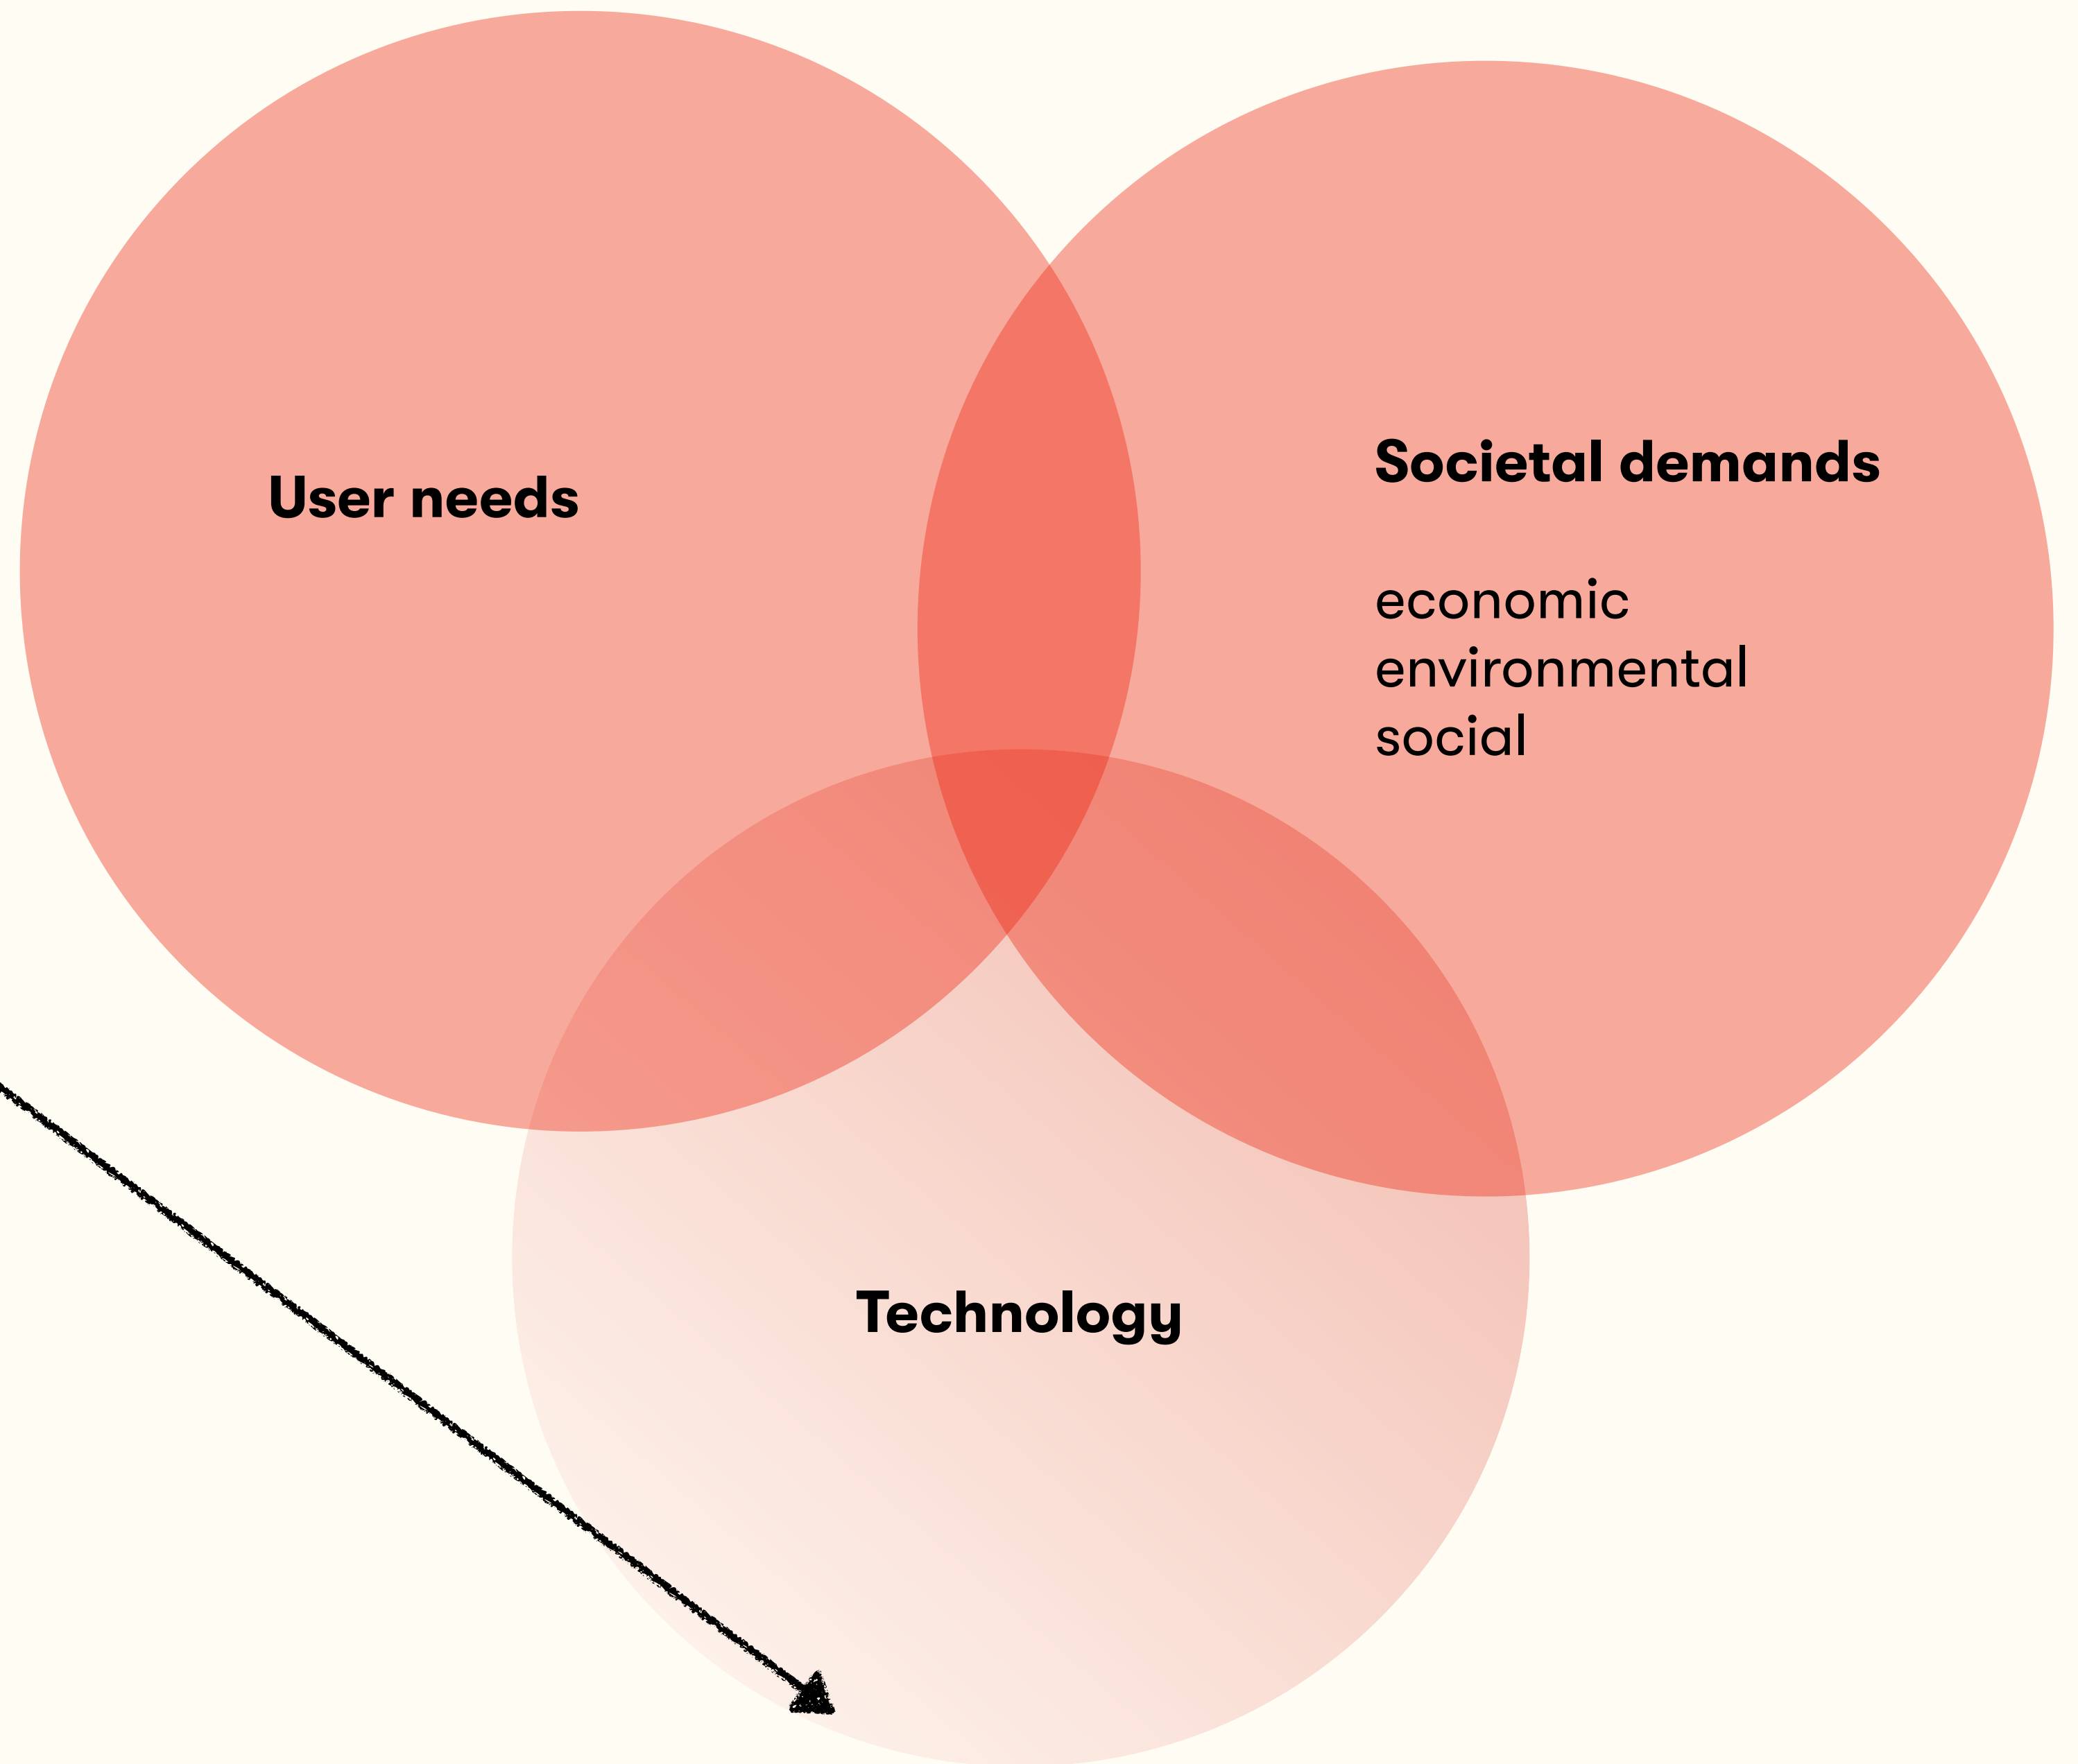 User needs
Societal demands
economic
environmental
social
Technology